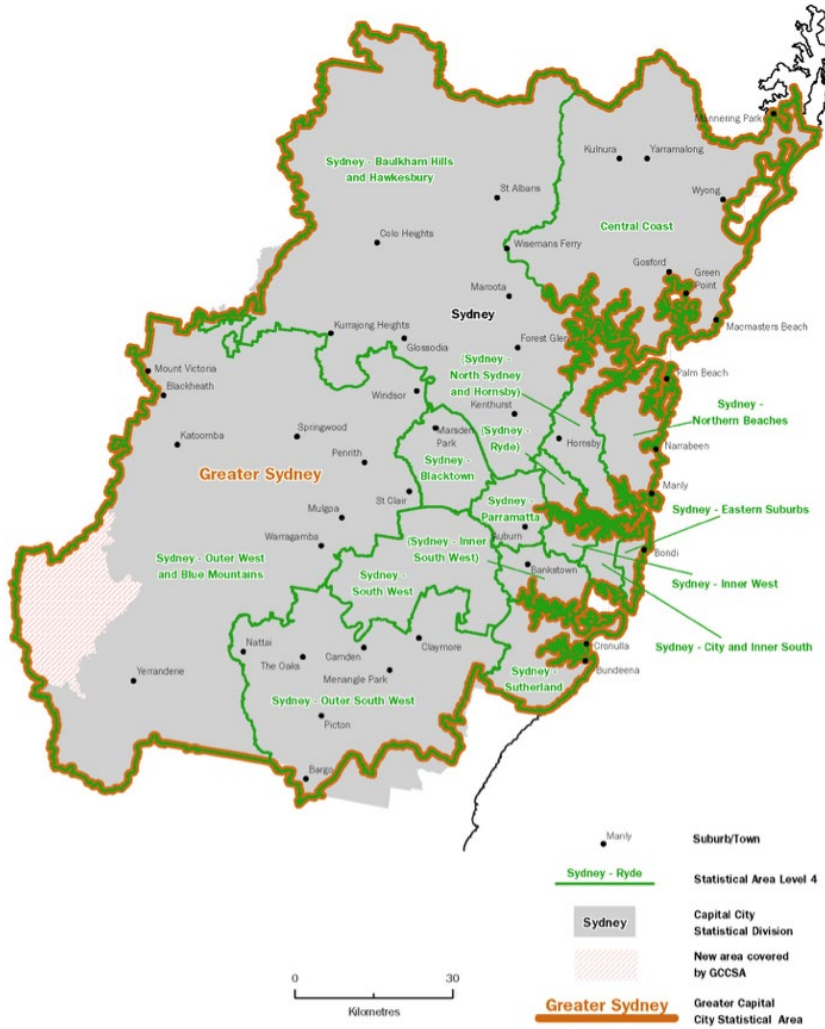 Mannering Park
Kulnura
Yarramalong
Sydney - Baulkham Hills
and Hawkesbury
St Albans
Wyong
Central Coast
Colo Heights
Wisemans Ferry
Gosford
Green
Point
Maroota
Sydney
Macmasters Beach
Kurrajong Heights
Glossodia
Forest Glen
(Sydney -
North Sydney
and Hornsby)
Mount Victoria
Blackheath
Palm Beach
Windsor
Kenthurst
Sydney -
Northern Beaches
Springwood
Katoomba
Marsden
Park
(Sydney -
Ryde)
Hornsby
Narrabeen
Penrith
Greater Sydney
Sydney -
Blacktown
St Clair
Manly
Sydney -
Parramatta
Sydney - Eastern Suburbs
Mulgoa
Auburn
Warragamba
(Sydney - Inner
South West)
Bondi
Sydney - Outer West
and Blue Mountains
Bankstown
Sydney - Inner West
Sydney -
South West
Nattai
The Oaks
Camden
Claymore
Cronulla
Sydney - City and Inner South
Menangle Park
Bundeena
Yerranderie
Sydney -
Sutherland
Sydney - Outer South West
Picton
Bargo
Manly
Suburb/Town
Sydney - Ryde
Statistical Area Level 4
Sydney
Capital City
Statistical Division
New area covered
by GCCSA
0
30
Kilometres
Greater Sydney
Greater Capital
City Statistical Area